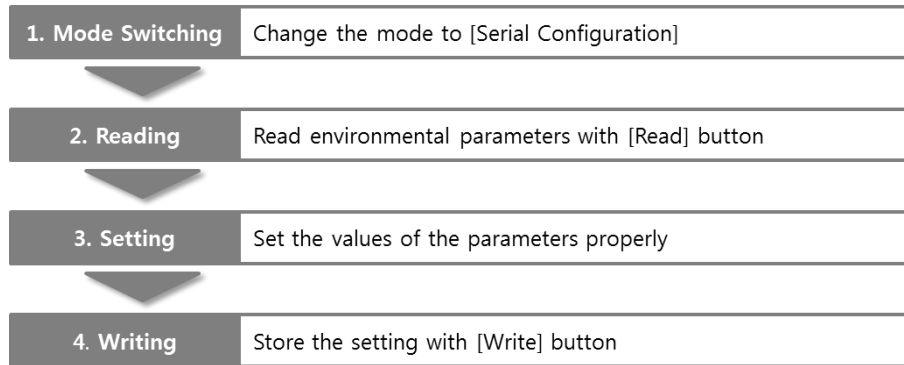 1. Mode Switching
Change the mode to [Serial Configuration]
2. Reading
Read environmental parameters with [Read] button
3. Setting
Set the values of the parameters properly
4. Writing
Store the setting with [Write] button